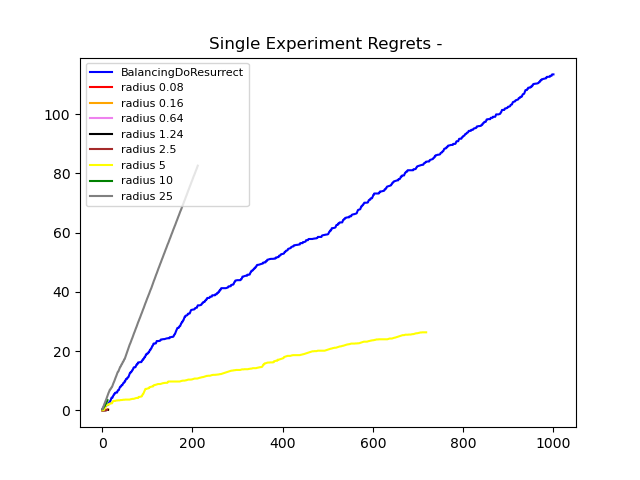 Single Experiment Regrets -
BalancingDoResurrect
radius 0.08
radius 0.16
radius 0.64
radius 1.24
radius 2.5
radius 5
radius 10
radius 25
100
80
60
40
20
0
0 200 400 600 800 1000